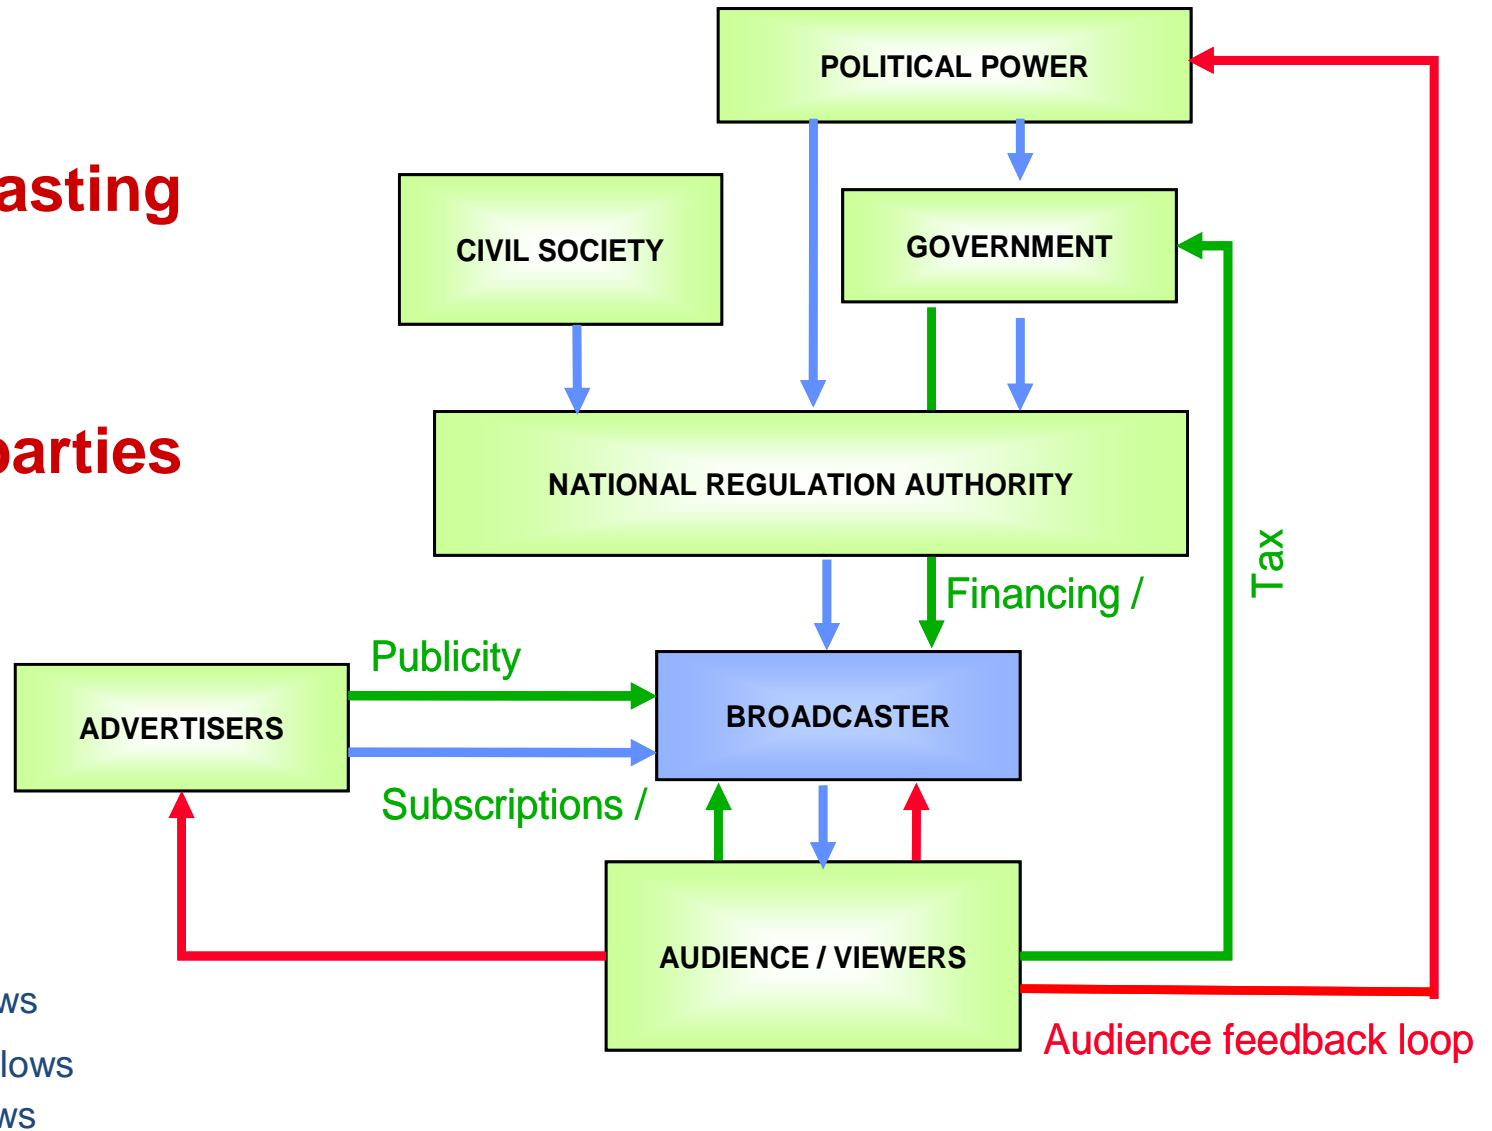 POLITICAL POWER
asting
CIVIL SOCIETY
GOVERNMENT
parties
NATIONAL REGULATION AUTHORITY
Tax
Financing /
Publicity
ADVERTISERS
BROADCASTER
Subscriptions /
AUDIENCE / VIEWERS
ws
Audience feedback loop
lows
ws